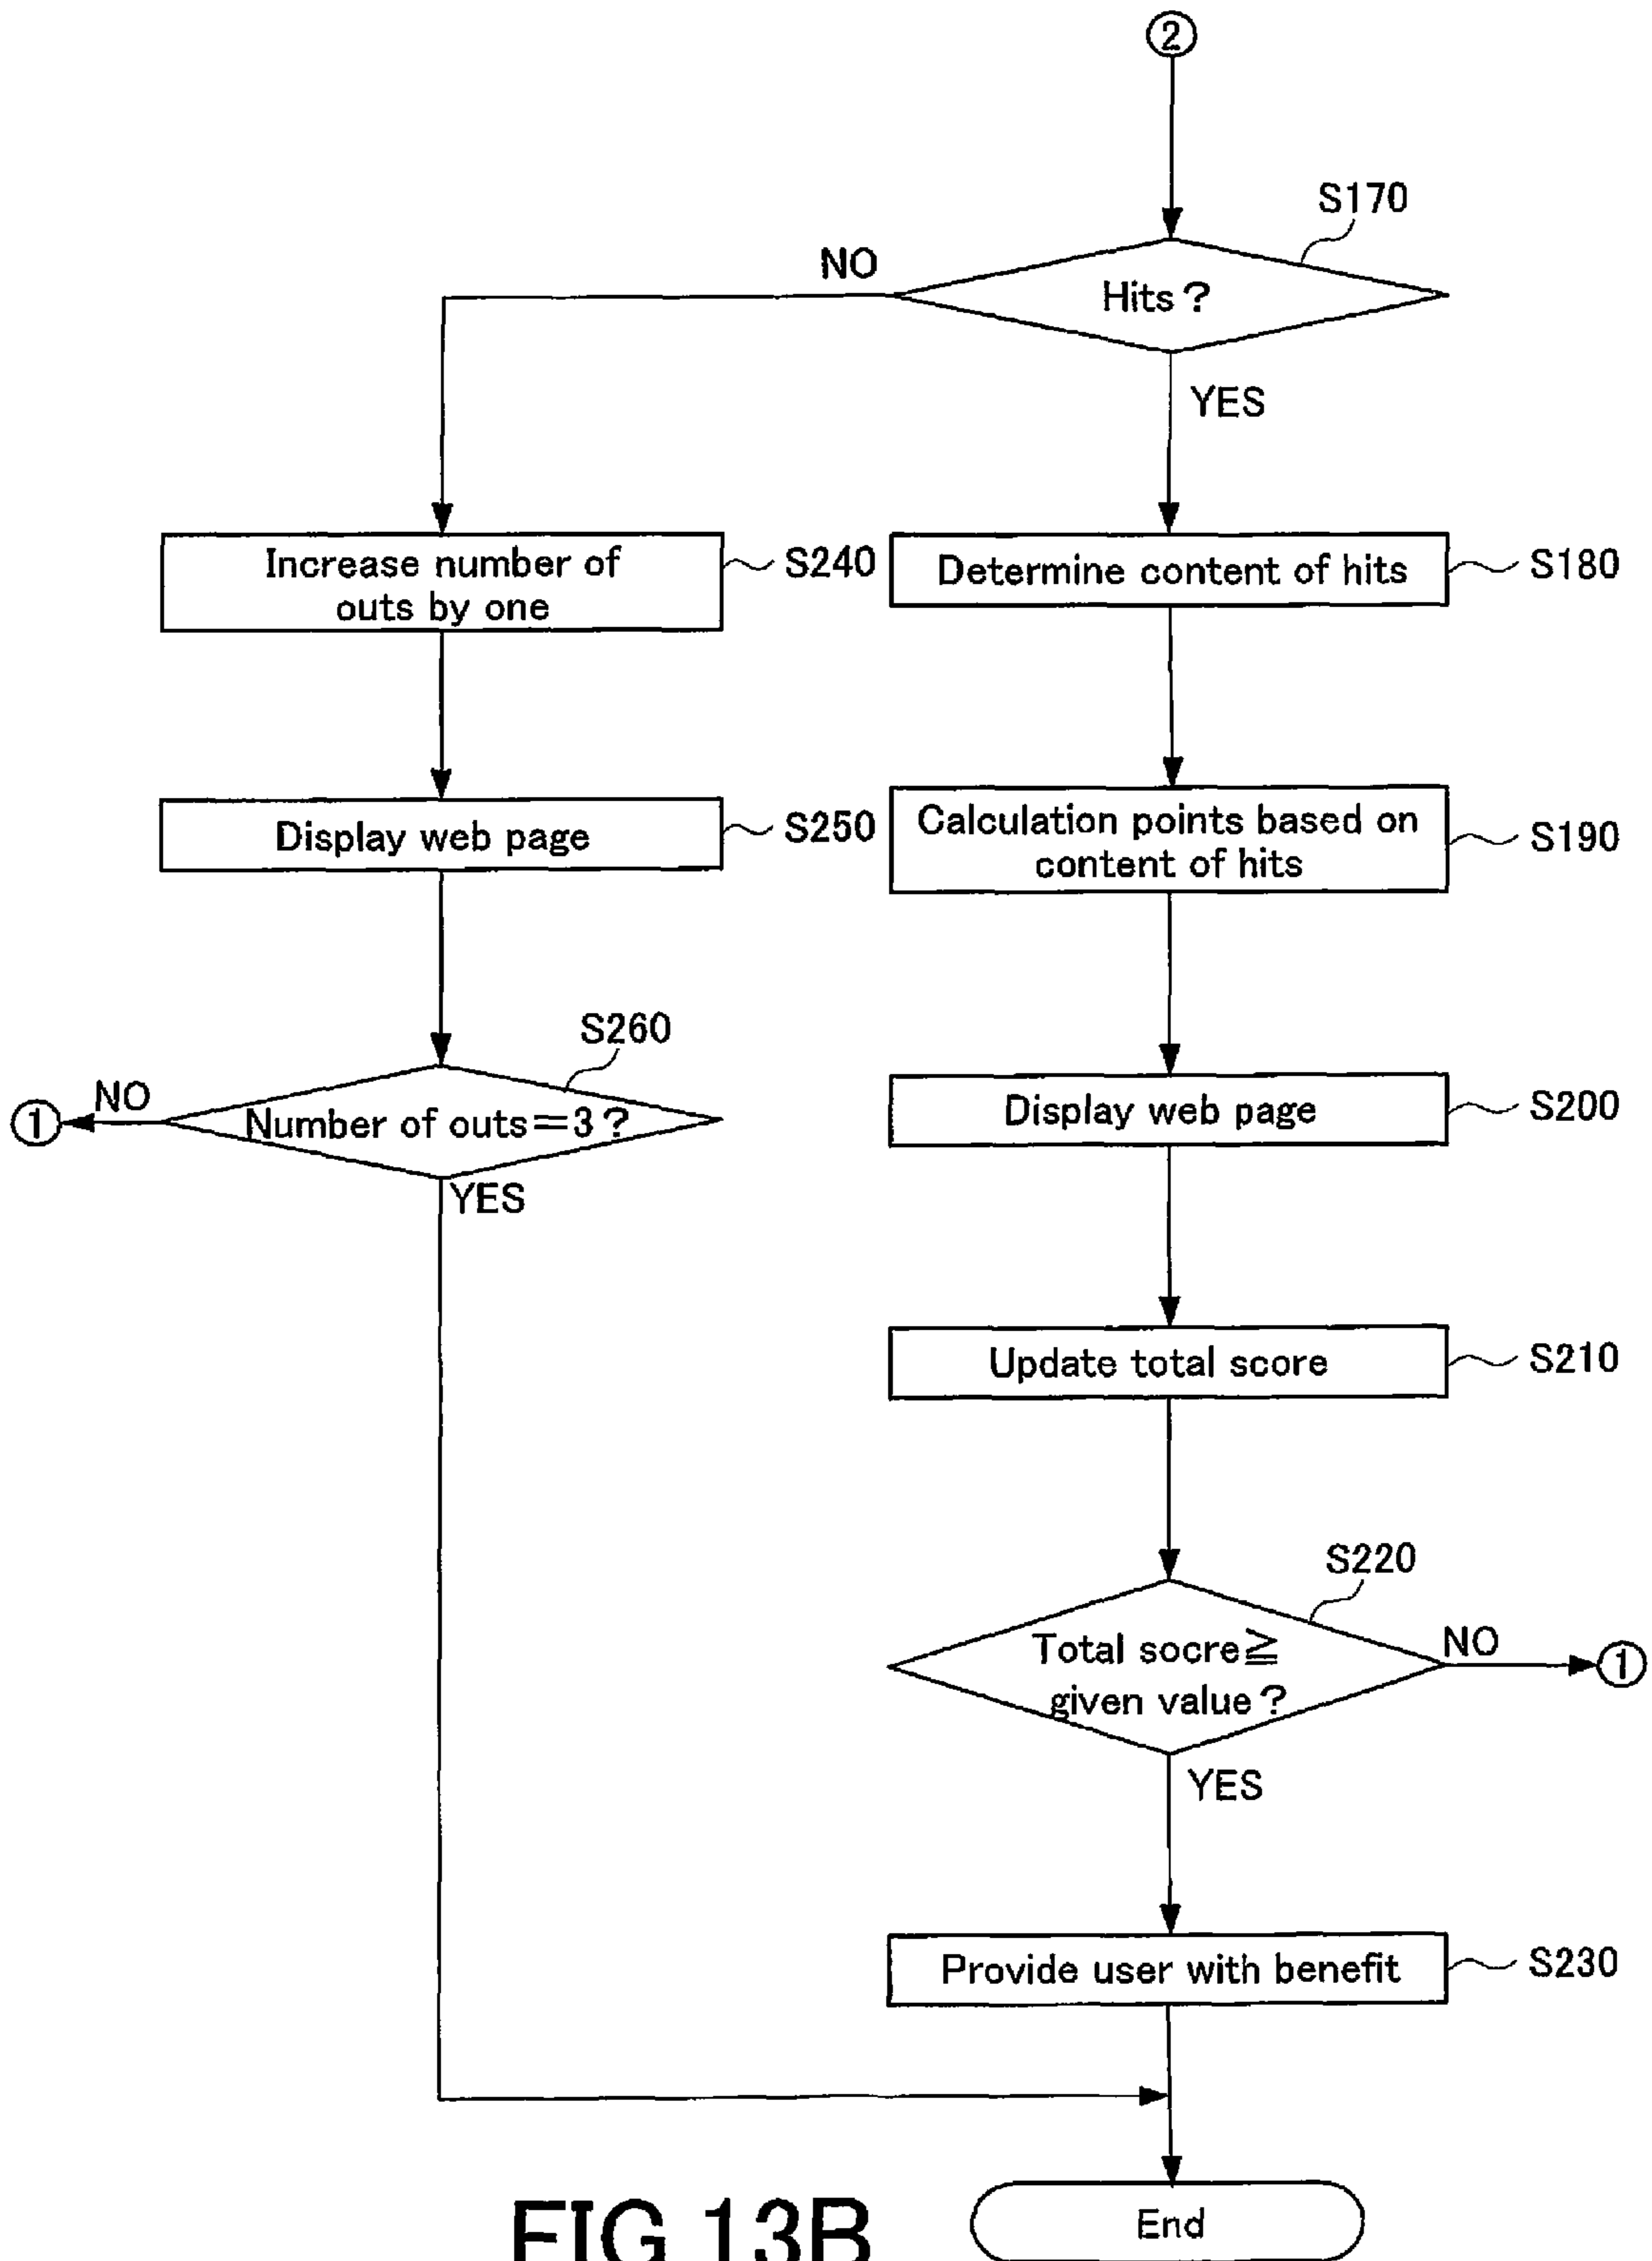 ②
S170
NO
Hits?
YES
Increase number of
outs by one
S240
Determine content of hits
S180
Display web page
S250
Calculation points based on
content of hits
S190
S260
① NO
Number of outs=3?
YES
Display web page
S200
Update total score
S210
S220
Total socre≧
given value?
NO
①
YES
Provide user with benefit
S230
End
FIG.13B